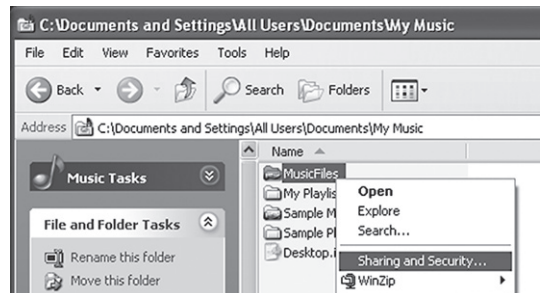 C:\Documents and Settings\All Users\Documents\My Music
File Edit View Favorites Tools Help
Back Search Folders
Address C:\Documents and Settings\All Users\Documents\My Music
Music Tasks
File and Folder Tasks
Rename this folder
Move this folder
Name
MusicFiles
My Playlis
Sample M
Sample Pl
Desktop.i
Open
Explore
Search...
Sharing and Security...
WinZip